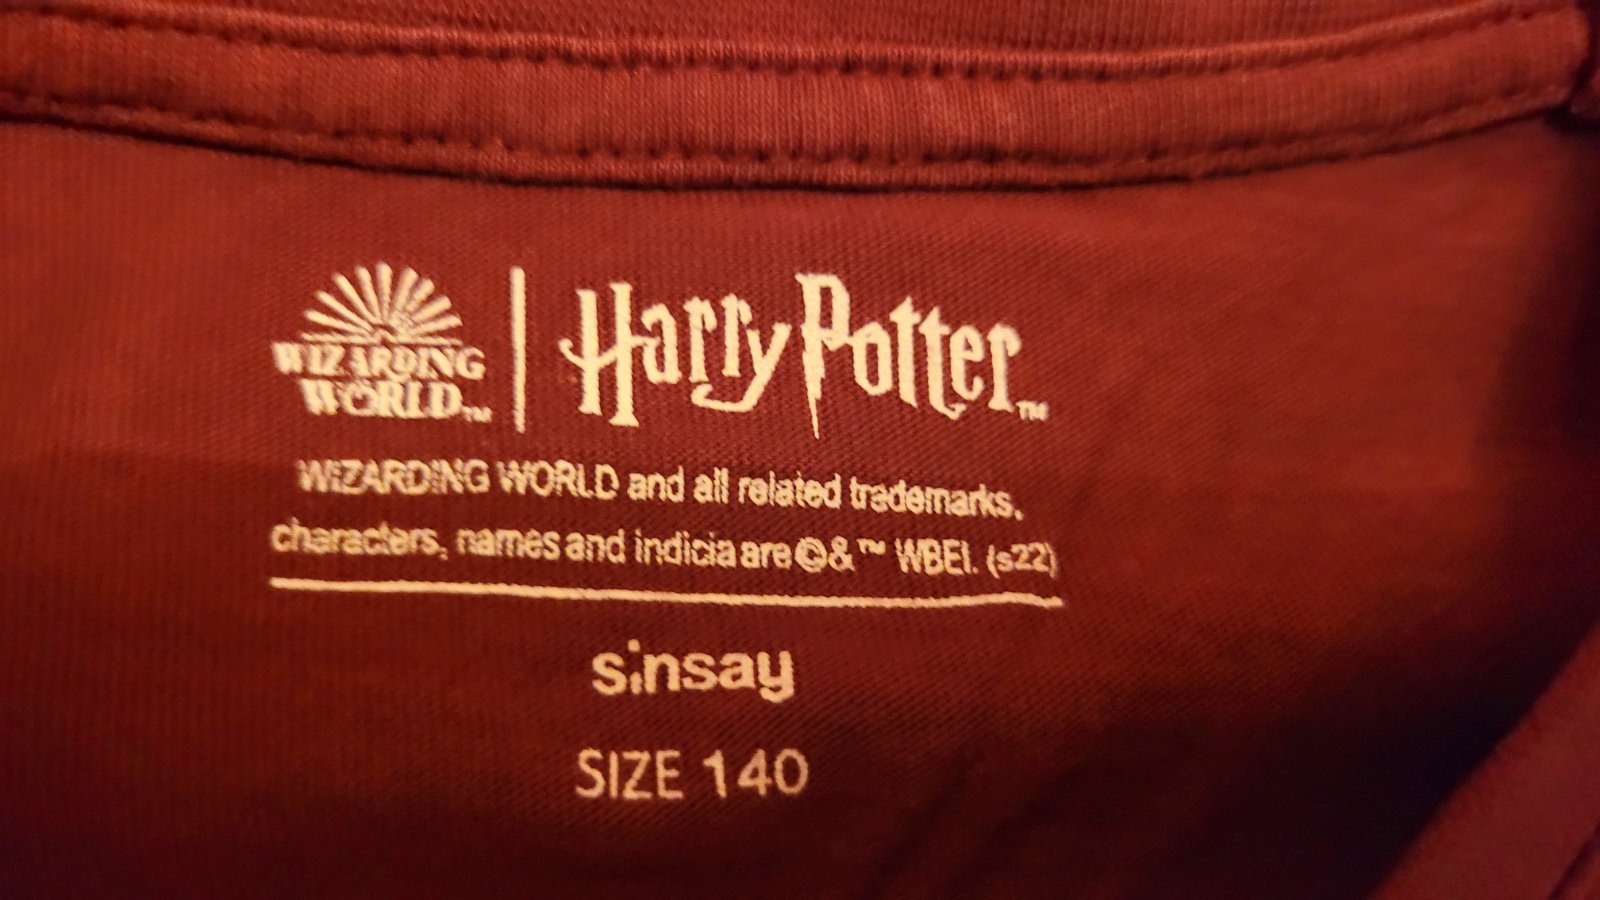 WIZARDING
WORLD™ | Harry Potter™
WIZARDING WORLD and all related trademarks,
characters, names and indicia are © & ™ WBEI. (s22)
sinsay
SIZE 140